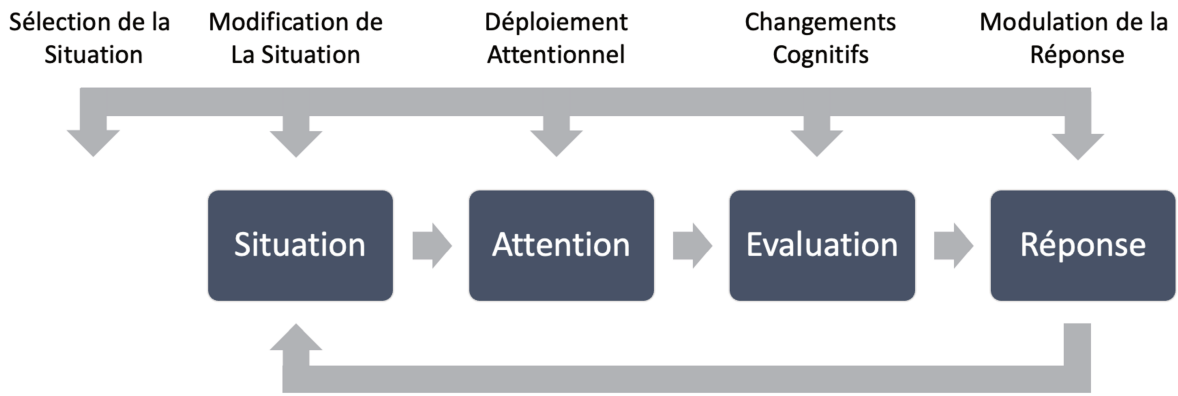 Sélection de la
Situation
Modification de
La Situation
Déploiement
Attentionnel
Changements
Cognitifs
Modulation de la
Réponse
Situation
Attention
Evaluation
Réponse